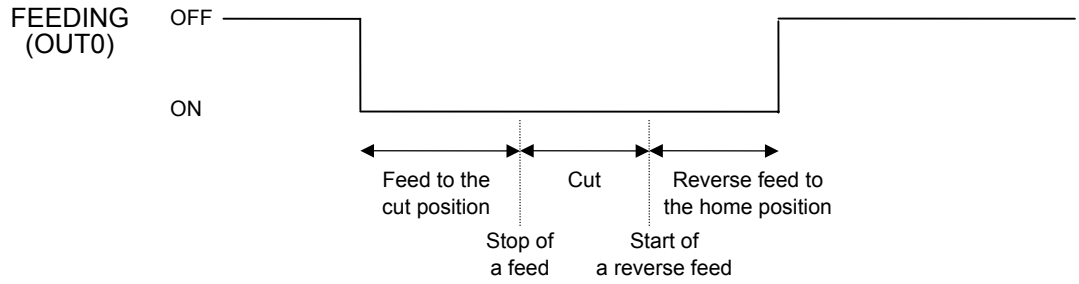 FEEDING
(OUT0)
OFF
ON
Feed to the
cut position
Cut
Reverse feed to
the home position
Stop of
a feed
Start of
a reverse feed